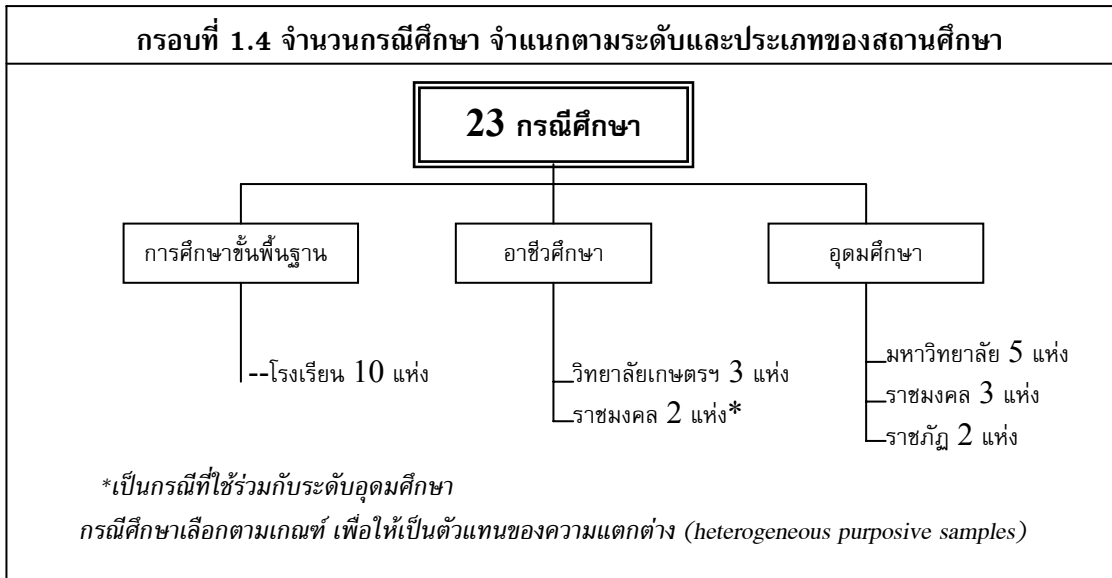 กรอบที่ 1.4 จำนวนกรณีศึกษา จำแนกตามระดับและประเภทของสถานศึกษา
23 กรณีศึกษา
การศึกษาขั้นพื้นฐาน
อาชีวศึกษา
อุดมศึกษา
--โรงเรียน 10 แห่ง
วิทยาลัยเกษตรฯ 3 แห่ง
ราชมงคล 2 แห่ง*
มหาวิทยาลัย 5 แห่ง
ราชมงคล 3 แห่ง
ราชภัฏ 2 แห่ง
*เป็นกรณีที่ใช้ร่วมกับระดับอุดมศึกษา
กรณีศึกษาเลือกตามเกณฑ์ เพื่อให้เป็นตัวแทนของความแตกต่าง (heterogeneous purposive samples)